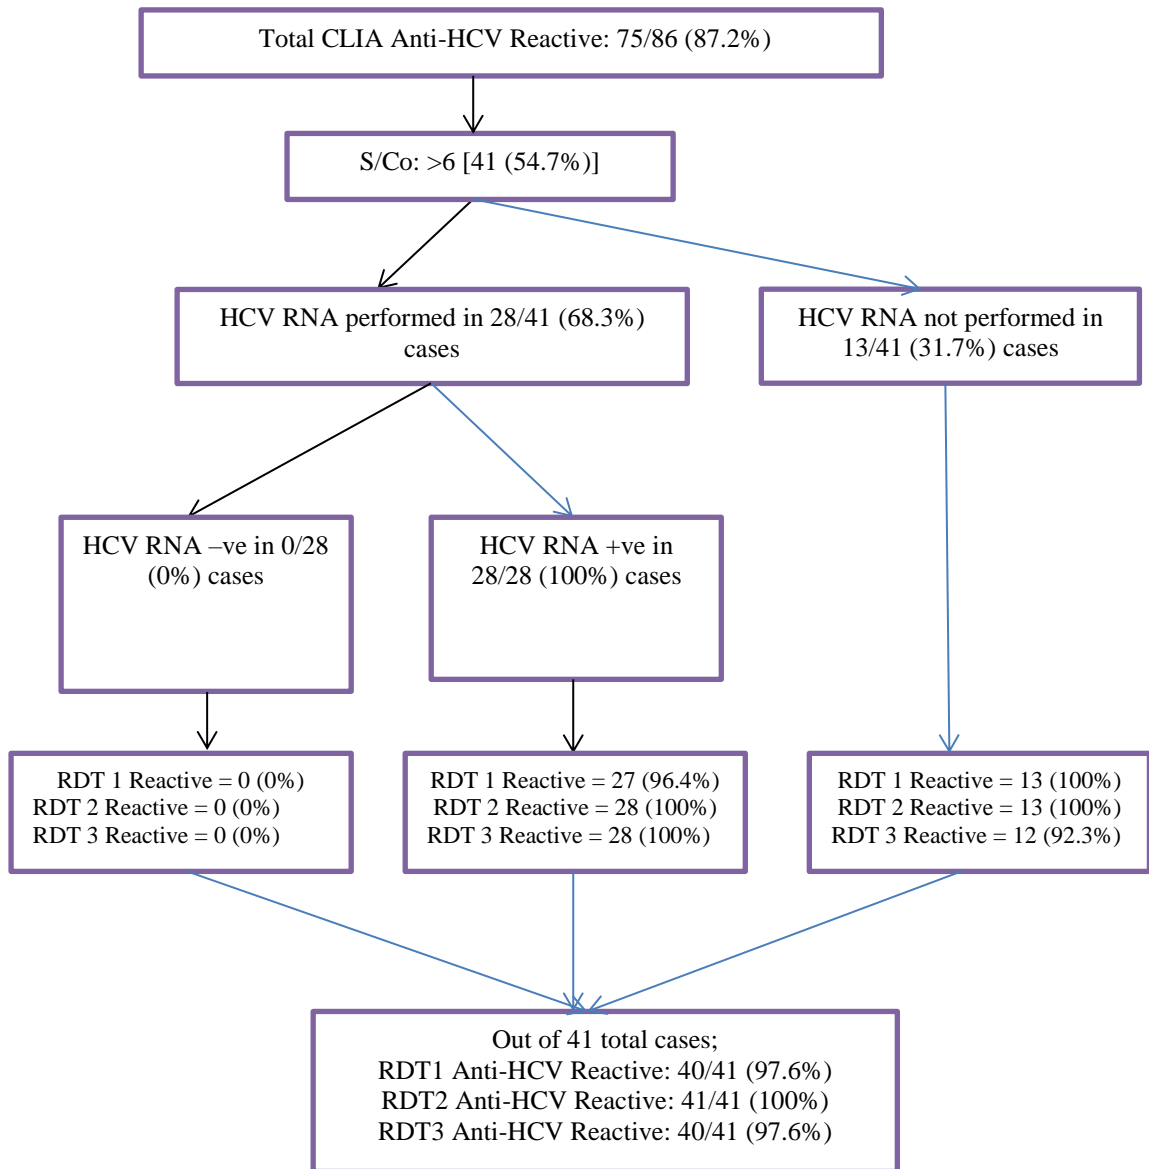 Total CLIA Anti-HCV Reactive: 75/86 (87.2%)
S/Co: >6 [41 (54.7%)]
HCV RNA performed in 28/41 (68.3%)
cases
HCV RNA not performed in
13/41 (31.7%) cases
HCV RNA –ve in 0/28
(0%) cases
HCV RNA +ve in
28/28 (100%) cases
RDT 1 Reactive = 0 (0%)
RDT 2 Reactive = 0 (0%)
RDT 3 Reactive = 0 (0%)
RDT 1 Reactive = 27 (96.4%)
RDT 2 Reactive = 28 (100%)
RDT 3 Reactive = 28 (100%)
RDT 1 Reactive = 13 (100%)
RDT 2 Reactive = 13 (100%)
RDT 3 Reactive = 12 (92.3%)
Out of 41 total cases;
RDT1 Anti-HCV Reactive: 40/41 (97.6%)
RDT2 Anti-HCV Reactive: 41/41 (100%)
RDT3 Anti-HCV Reactive: 40/41 (97.6%)